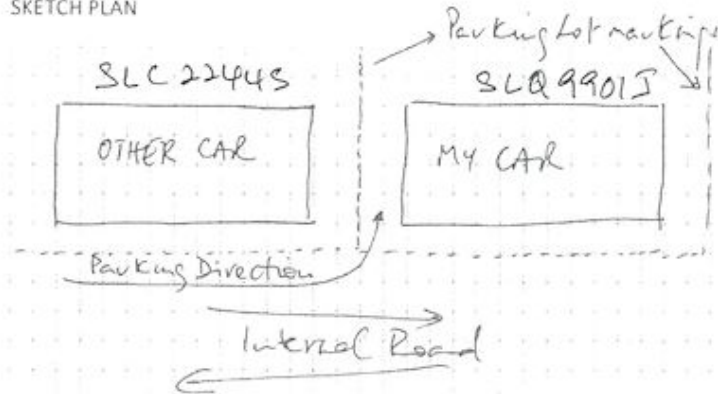 SKETCH PLAN
Parking Lot markings
SLC 2244S
SLQ 9901J
OTHER CAR
MY CAR
Parking Direction
Internal Road